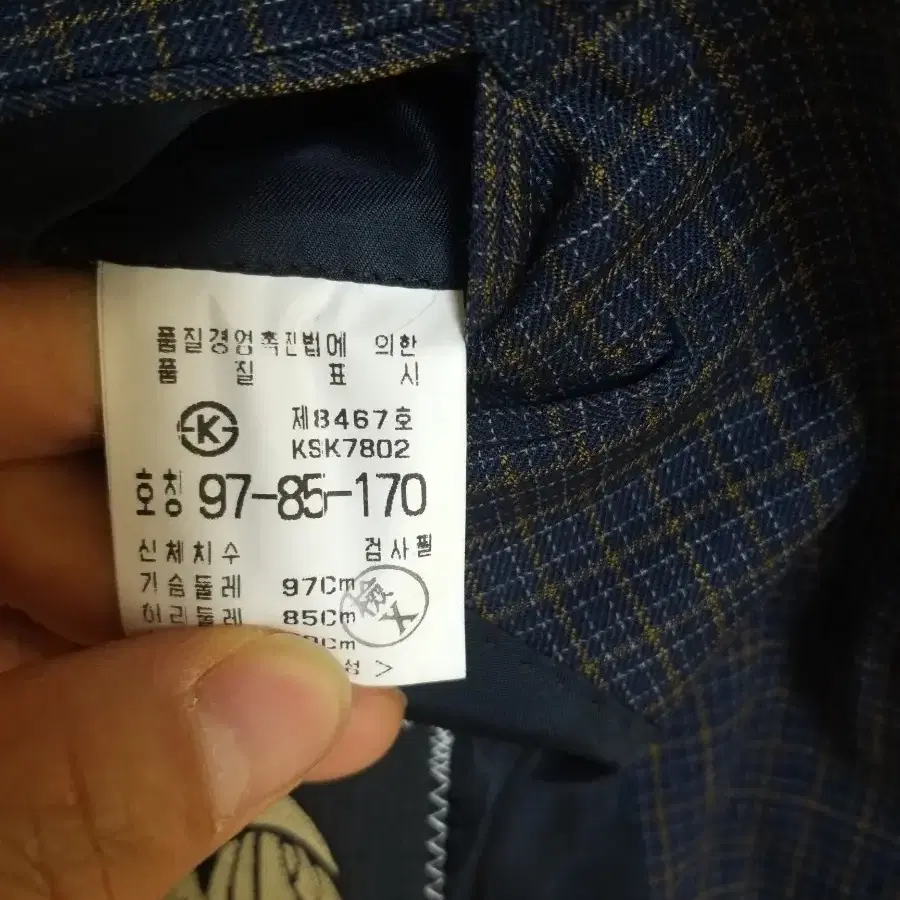 품질경영촉진법에 의한
품 질 표 시
K
제8467호
KSK7802
호칭 97-85-170
신체치수 검사필
가슴둘레 97Cm
허리둘레 85Cm
Cm
성 >